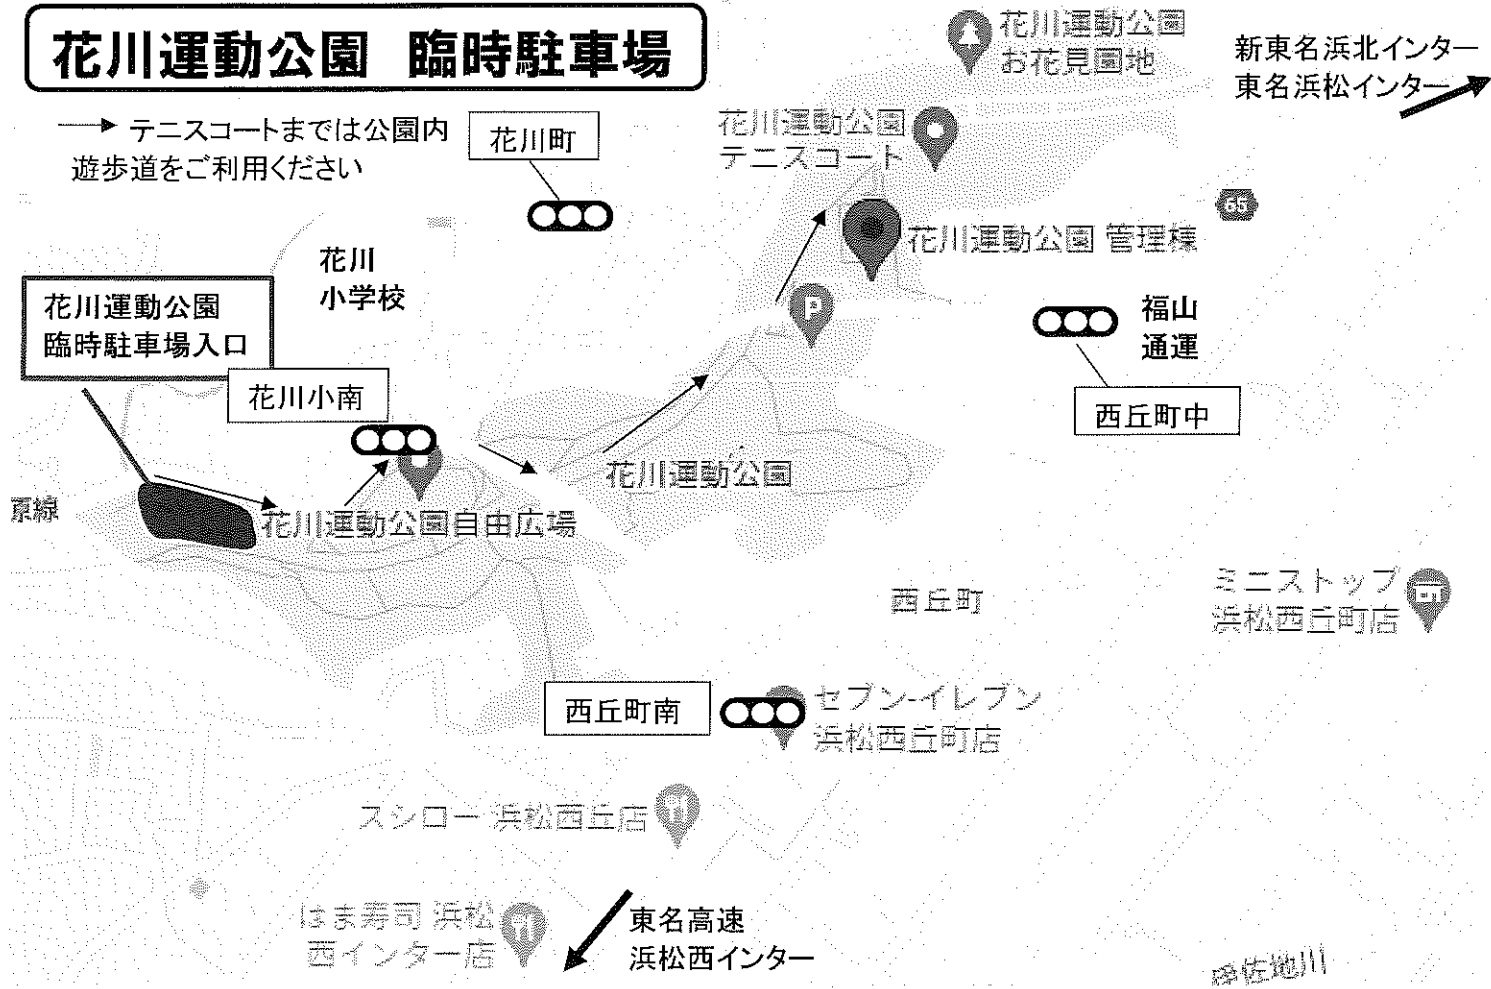 花川運動公園 臨時駐車場
→ テニスコートまでは公園内
遊歩道をご利用ください
花川町
花川運動公園
お花見園地
新東名浜北インター
東名浜松インター
花川運動公園
テニスコート
65
花川
小学校
花川運動公園 管理棟
花川運動公園
臨時駐車場入口
P
福山
通運
花川小南
西丘町中
花川運動公園
線
花川運動公園自由広場
西丘町
ミニストップ
浜松西丘町店
西丘町南
セブン-イレブン
浜松西丘町店
スシロー 浜松西丘店
はま寿司 浜松
西インター店
東名高速
浜松西インター
佐地川